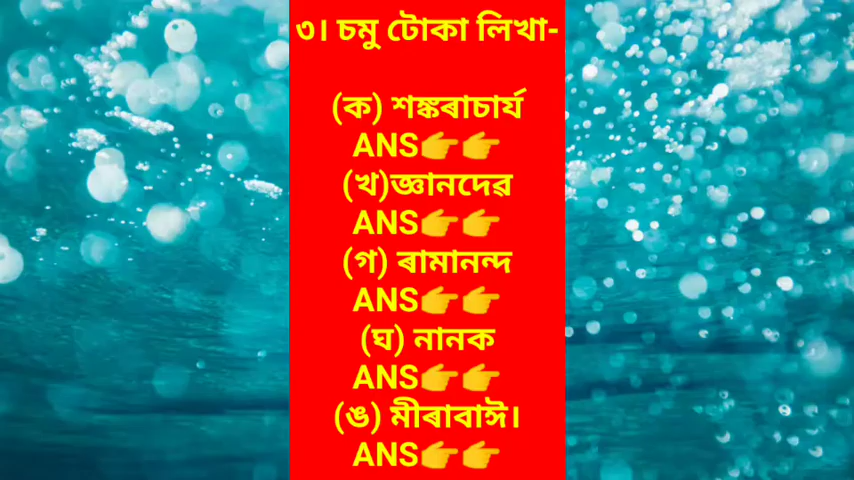 ৩। চমু টোকা লিখা-
(ক) শঙ্কৰাচাৰ্য
ANS👉👉
(খ)জ্ঞানদেৱ
ANS👉👉
(গ) ৰামানন্দ
ANS👉👉
(ঘ) নানক
ANS👉👉
(ঙ) মীৰাবাঈ।
ANS👉👉